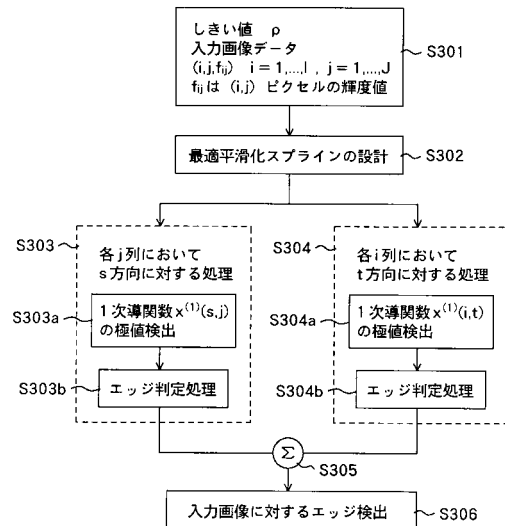 しきい値 ρ
入力画像データ
(i,j,fij) i=1,...,I , j=1,...,J
fijは (i,j) ピクセルの輝度値
S301
最適平滑化スプラインの設計
S302
S303
各j列において
s方向に対する処理
S303a
1次導関数x⁽¹⁾(s,j)
の極値検出
S303b
エッジ判定処理
S304
各i列において
t方向に対する処理
S304a
1次導関数x⁽¹⁾(i,t)
の極値検出
S304b
エッジ判定処理
Σ
S305
入力画像に対するエッジ検出
S306